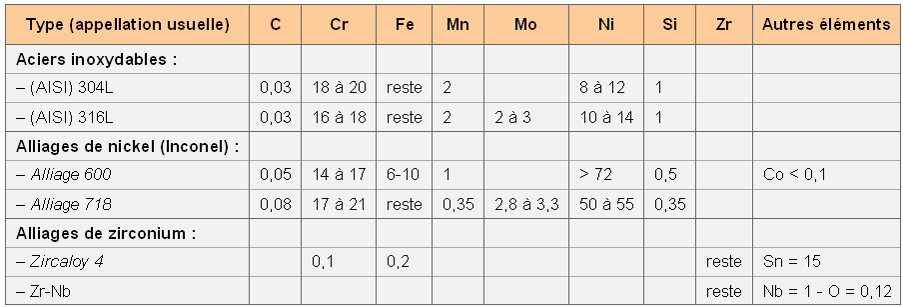 Type (appellation usuelle) C Cr Fe Mn Mo Ni Si Zr Autres éléments
Aciers inoxydables :
– (AISI) 304L 0,03 18 à 20 reste 2 8 à 12 1
– (AISI) 316L 0,03 16 à 18 reste 2 2 à 3 10 à 14 1
Alliages de nickel (Inconel) :
– Alliage 600 0,05 14 à 17 6-10 1 > 72 0,5 Co < 0,1
– Alliage 718 0,08 17 à 21 reste 0,35 2,8 à 3,3 50 à 55 0,35
Alliages de zirconium :
– Zircaloy 4 0,1 0,2 reste Sn = 15
– Zr-Nb reste Nb = 1 - O = 0,12